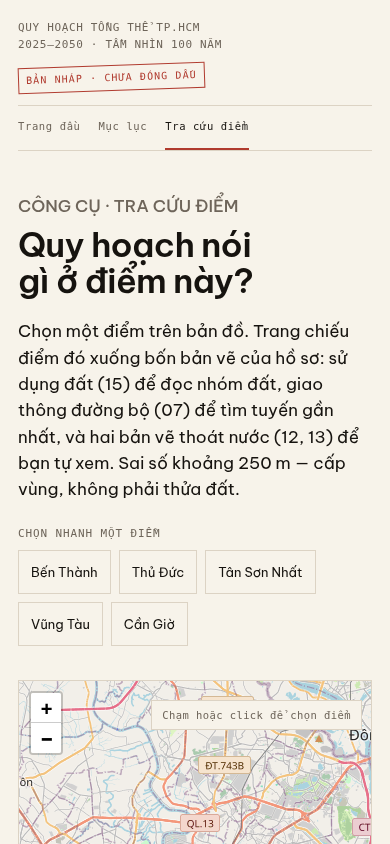 QUY HOẠCH TỔNG THỂ TP.HCM
2025–2050 · TẦM NHÌN 100 NĂM
BẢN NHÁP · CHƯA ĐÓNG DẤU
Trang đầu Mục lục Tra cứu điểm
CÔNG CỤ · TRA CỨU ĐIỂM
Quy hoạch nói
gì ở điểm này?
Chọn một điểm trên bản đồ. Trang chiếu
điểm đó xuống bốn bản vẽ của hồ sơ: sử
dụng đất (15) để đọc nhóm đất, giao
thông đường bộ (07) để tìm tuyến gần
nhất, và hai bản vẽ thoát nước (12, 13) để
bạn tự xem. Sai số khoảng 250 m — cấp
vùng, không phải thửa đất.
CHỌN NHANH MỘT ĐIỂM
Bến Thành Thủ Đức Tân Sơn Nhất
Vũng Tàu Cần Giờ
+
Chạm hoặc click để chọn điểm
−
ĐT.743B
ôn
QL.13
CT